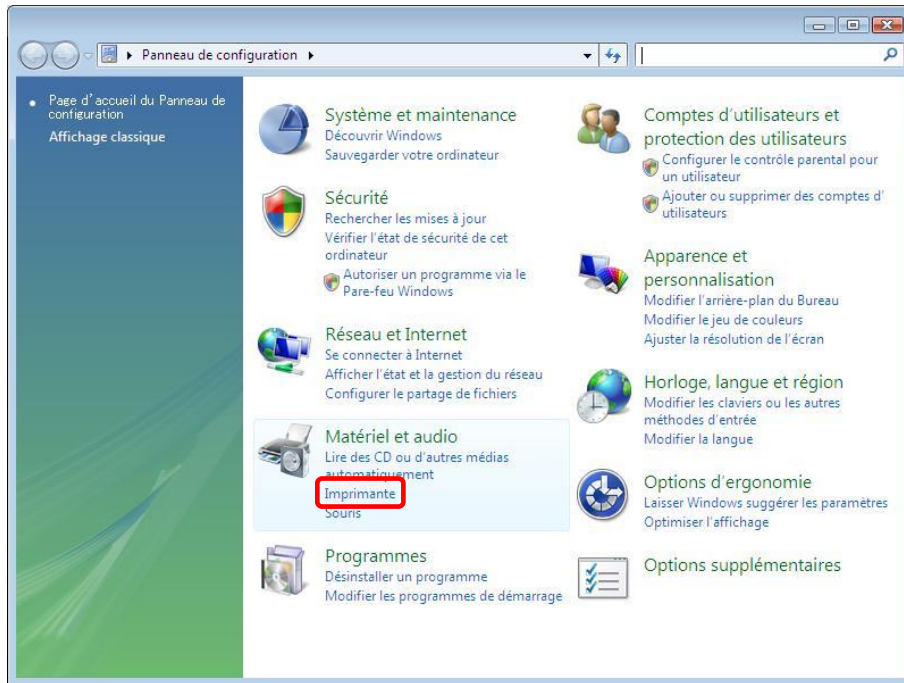 Panneau de configuration
Page d'accueil du Panneau de
configuration
Affichage classique
Système et maintenance
Découvrir Windows
Sauvegarder votre ordinateur
Sécurité
Rechercher les mises à jour
Vérifier l'état de sécurité de cet
ordinateur
Autoriser un programme via le
Pare-feu Windows
Réseau et Internet
Se connecter à Internet
Afficher l'état et la gestion du réseau
Configurer le partage de fichiers
Matériel et audio
Lire des CD ou d'autres médias
automatiquement
Imprimante
Souris
Programmes
Désinstaller un programme
Modifier les programmes de démarrage
Comptes d'utilisateurs et
protection des utilisateurs
Configurer le contrôle parental pour
un utilisateur
Ajouter ou supprimer des comptes d'
utilisateurs
Apparence et
personnalisation
Modifier l'arrière-plan du Bureau
Modifier le jeu de couleurs
Ajuster la résolution de l'écran
Horloge, langue et région
Modifier les claviers ou les autres
méthodes d'entrée
Modifier la langue
Options d'ergonomie
Laisser Windows suggérer les paramètres
Optimiser l'affichage
Options supplémentaires